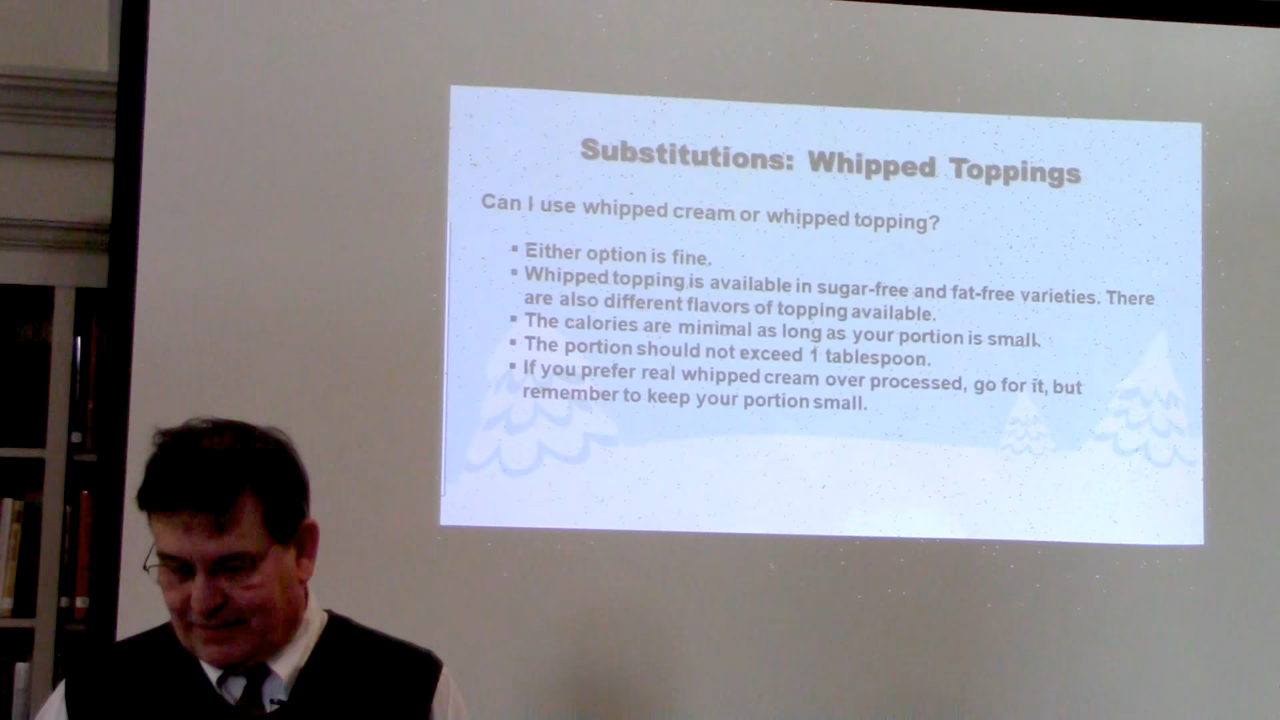 Substitutions: Whipped Toppings
Can I use whipped cream or whipped topping?
▪ Either option is fine.
▪ Whipped topping is available in sugar-free and fat-free varieties. There
are also different flavors of topping available.
▪ The calories are minimal as long as your portion is small.
▪ The portion should not exceed 1 tablespoon.
▪ If you prefer real whipped cream over processed, go for it, but
remember to keep your portion small.